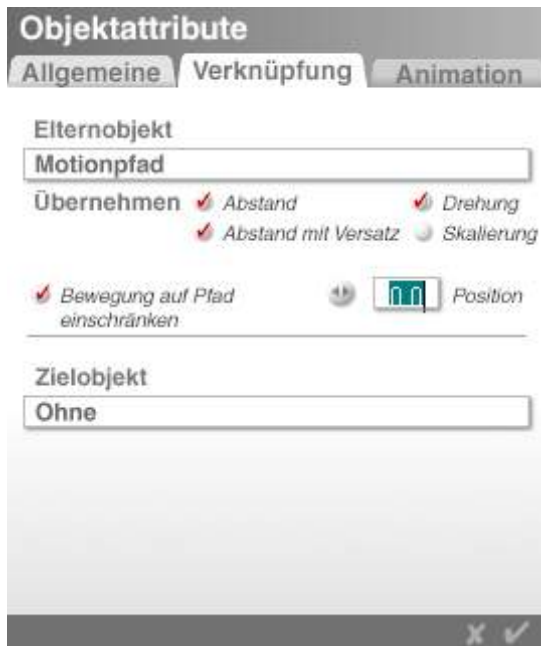 Objektattribute
Allgemeine Verknüpfung Animation
Elternobjekt
Motionpfad
Übernehmen Abstand Drehung
Abstand mit Versatz Skalierung
Bewegung auf Pfad 0.0 Position
einschränken
Zielobjekt
Ohne